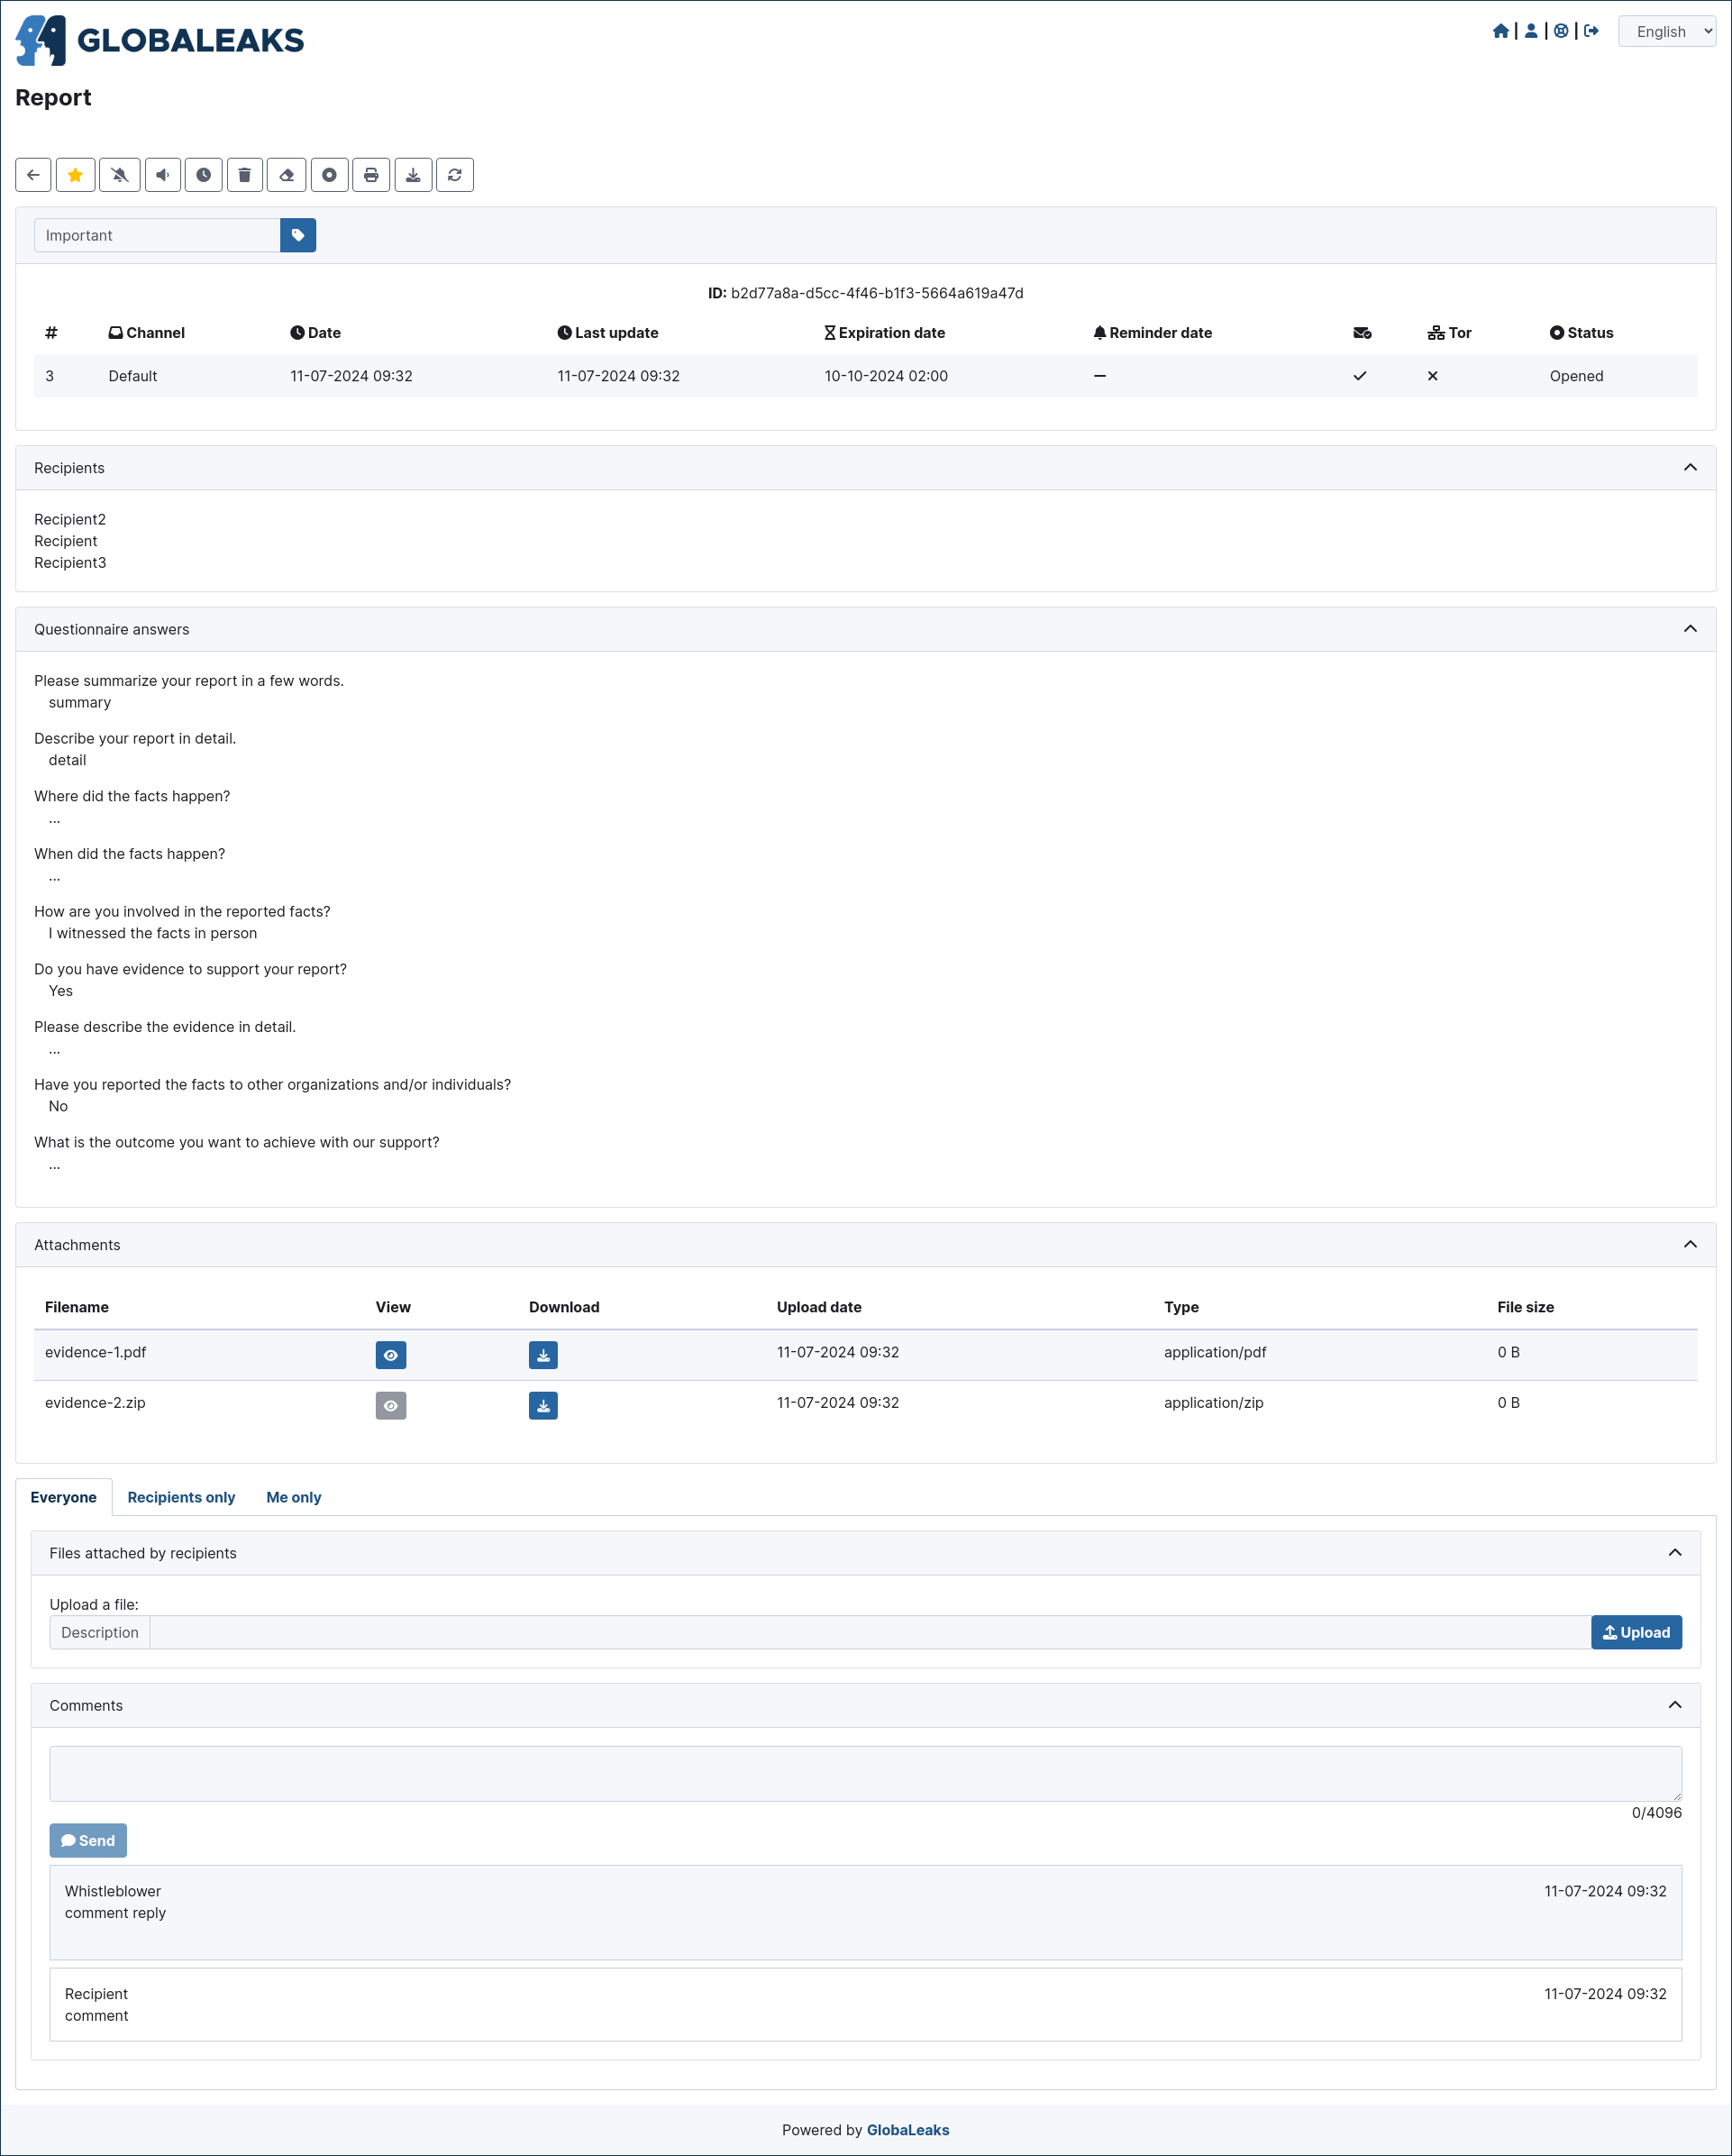 GLOBALEAKS
English
Report
Important
ID: b2d77a8a-d5cc-4f46-b1f3-5664a619a47d
# Channel Date Last update Expiration date Reminder date Tor Status
3 Default 11-07-2024 09:32 11-07-2024 09:32 10-10-2024 02:00 — Opened
Recipients
Recipient2
Recipient
Recipient3
Questionnaire answers
Please summarize your report in a few words.
summary
Describe your report in detail.
detail
Where did the facts happen?
...
When did the facts happen?
...
How are you involved in the reported facts?
I witnessed the facts in person
Do you have evidence to support your report?
Yes
Please describe the evidence in detail.
...
Have you reported the facts to other organizations and/or individuals?
No
What is the outcome you want to achieve with our support?
...
Attachments
Filename View Download Upload date Type File size
evidence-1.pdf 11-07-2024 09:32 application/pdf 0 B
evidence-2.zip 11-07-2024 09:32 application/zip 0 B
Everyone Recipients only Me only
Files attached by recipients
Upload a file:
Description Upload
Comments
0/4096
Send
Whistleblower 11-07-2024 09:32
comment reply
Recipient 11-07-2024 09:32
comment
Powered by GlobaLeaks